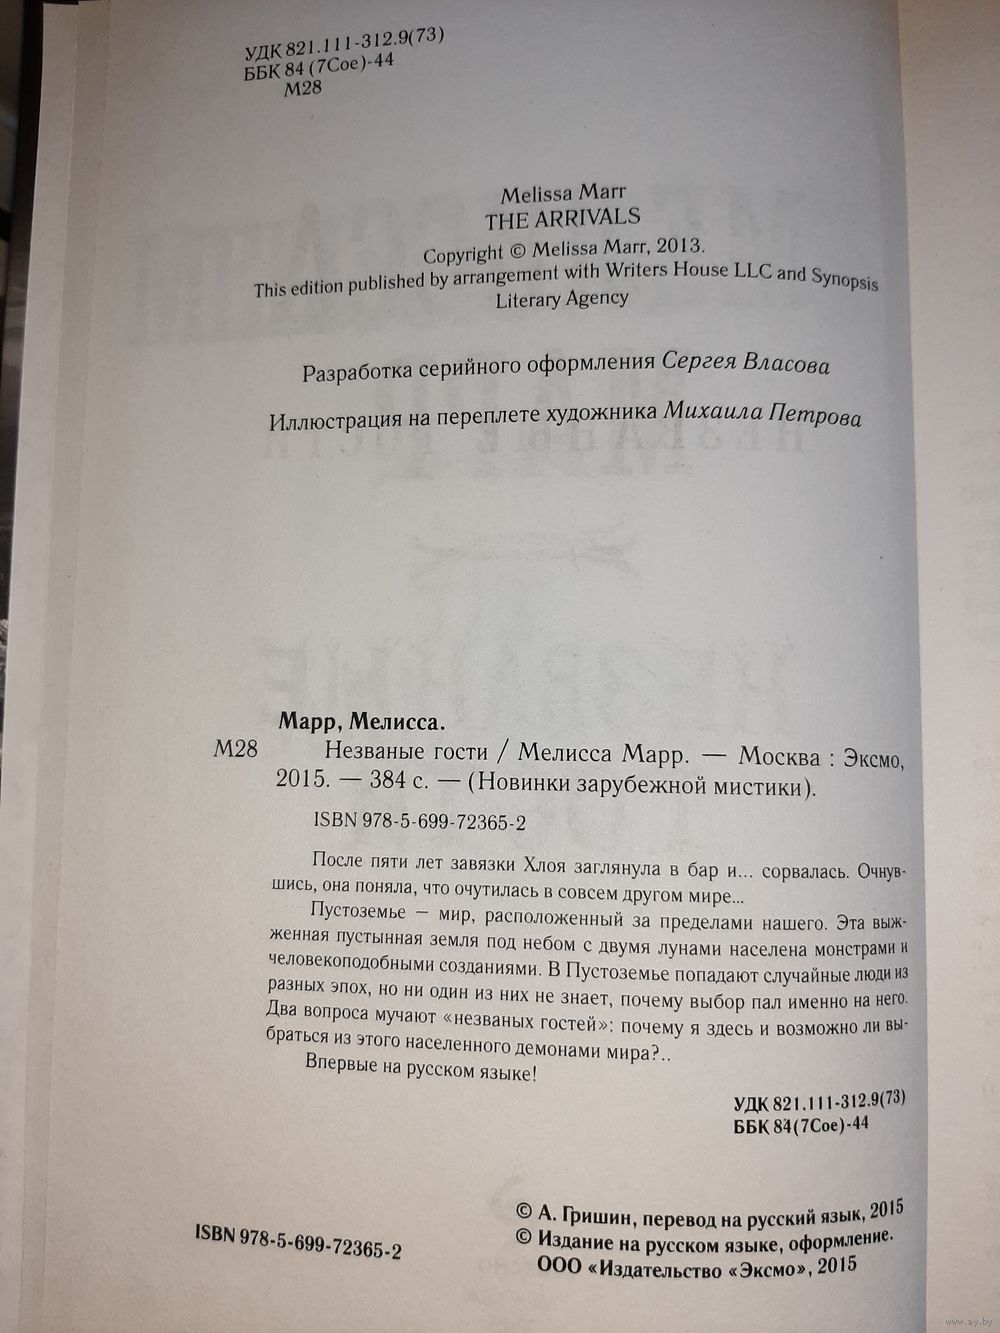 УДК 821.111-312.9(73)
ББК 84 (7Сое)-44
М28
Melissa Marr
THE ARRIVALS
Copyright © Melissa Marr, 2013.
This edition published by arrangement with Writers House LLC and Synopsis
Literary Agency
Разработка серийного оформления Сергея Власова
Иллюстрация на переплете художника Михаила Петрова
Марр, Мелисса.
М28 Незваные гости / Мелисса Марр. — Москва : Эксмо,
2015. — 384 с. — (Новинки зарубежной мистики).
ISBN 978-5-699-72365-2
После пяти лет завязки Хлоя заглянула в бар и... сорвалась. Очнув-
шись, она поняла, что очутилась в совсем другом мире...
Пустоземье — мир, расположенный за пределами нашего. Эта выж-
женная пустынная земля под небом с двумя лунами населена монстрами и
человекоподобными созданиями. В Пустоземье попадают случайные люди из
разных эпох, но ни один из них не знает, почему выбор пал именно на него.
Два вопроса мучают «незваных гостей»: почему я здесь и возможно ли вы-
браться из этого населенного демонами мира?..
Впервые на русском языке!
УДК 821.111-312.9(73)
ББК 84(7Сое)-44
© А. Гришин, перевод на русский язык, 2015
© Издание на русском языке, оформление.
ООО «Издательство «Эксмо», 2015
ISBN 978-5-699-72365-2
www.ay.by